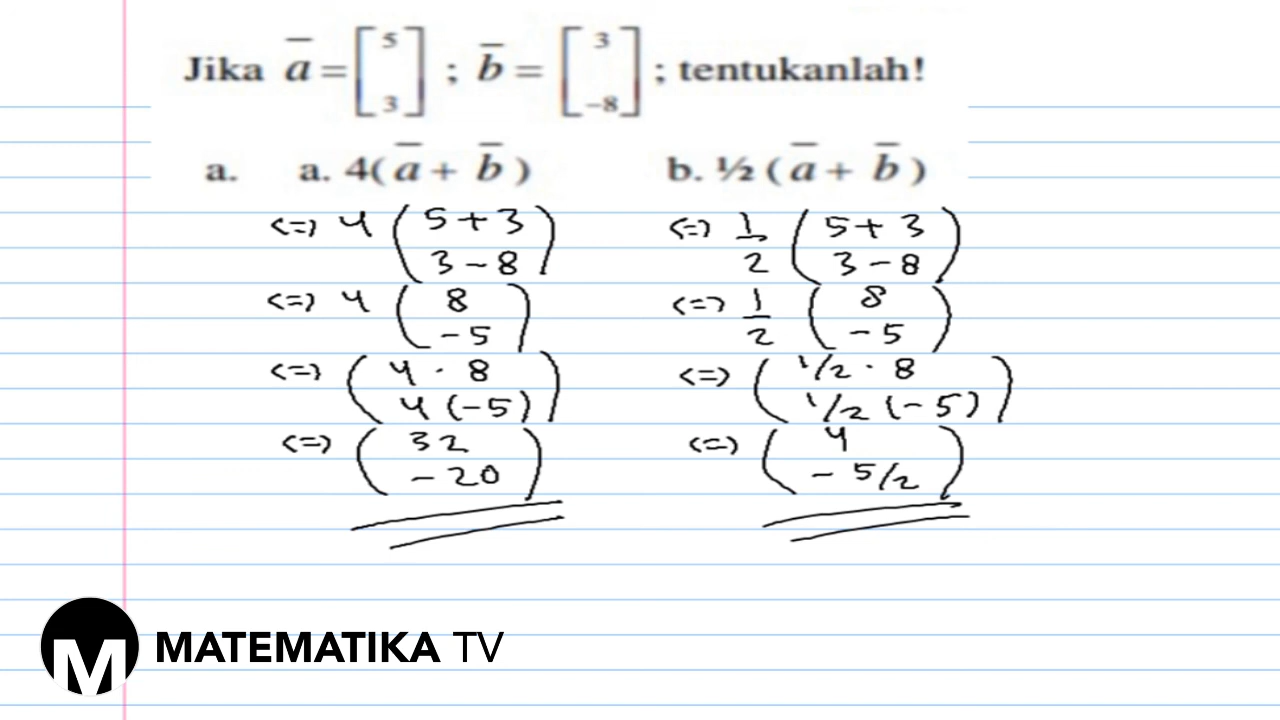 Jika a̅ = [5 3] ; b̅ = [3 −8] ; tentukanlah!
a. a. 4( a̅ + b̅ ) b. ½ ( a̅ + b̅ )
<=> 4 (5 + 3 <=> 1/2 (5 + 3
3 − 8) 3 − 8)
<=> 4 (8 <=> 1/2 (8
− 5) − 5)
<=> (4 · 8 <=> (1/2 · 8
4 (−5)) 1/2 (−5))
<=> (32 <=> (4
− 20) − 5/2)
M MATEMATIKA TV